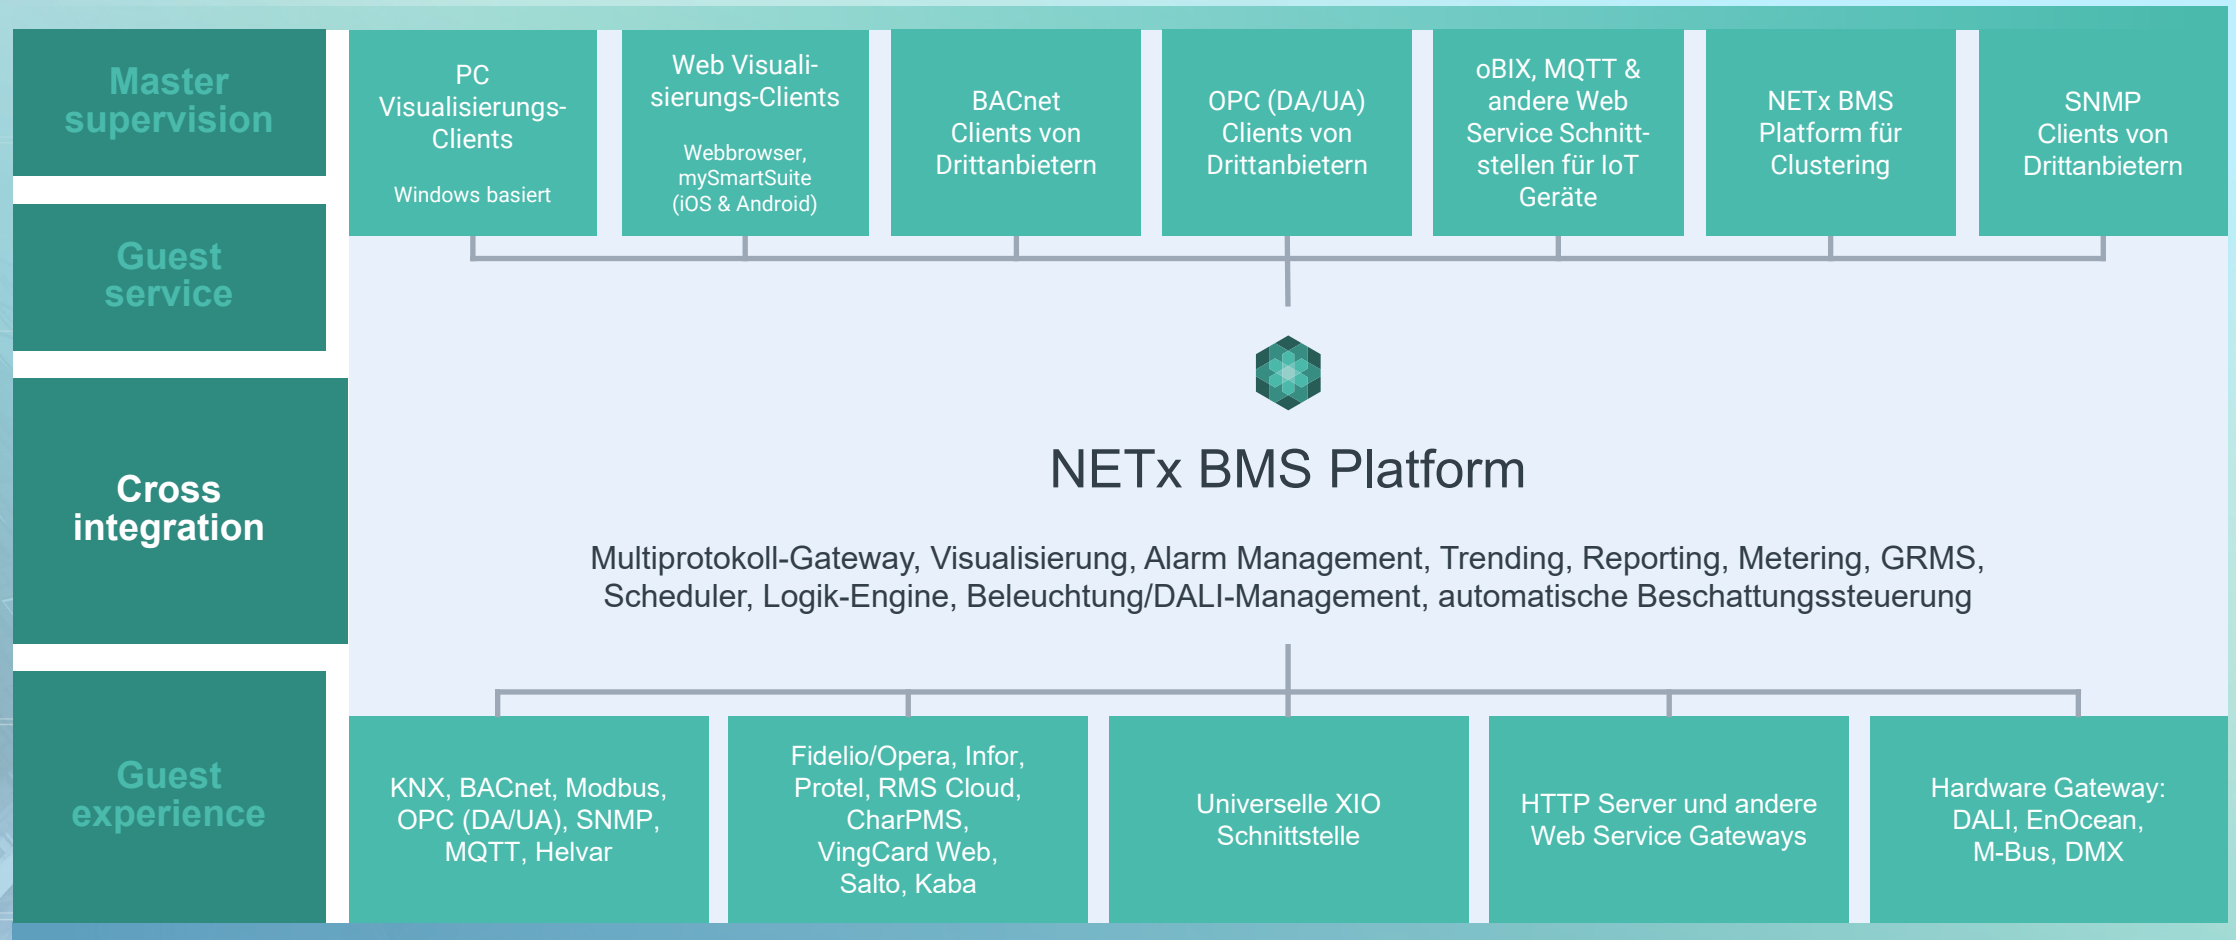 Master
supervision
Guest
service
Cross
integration
Guest
experience
PC
Visualisierungs-
Clients
Windows basiert
Web Visuali-
sierungs-Clients
Webbrowser,
mySmartSuite
(iOS & Android)
BACnet
Clients von
Drittanbietern
OPC (DA/UA)
Clients von
Drittanbietern
oBIX, MQTT &
andere Web
Service Schnitt-
stellen für IoT
Geräte
NETx BMS
Platform für
Clustering
SNMP
Clients von
Drittanbietern
NETx BMS Platform
Multiprotokoll-Gateway, Visualisierung, Alarm Management, Trending, Reporting, Metering, GRMS,
Scheduler, Logik-Engine, Beleuchtung/DALI-Management, automatische Beschattungssteuerung
KNX, BACnet, Modbus,
OPC (DA/UA), SNMP,
MQTT, Helvar
Fidelio/Opera, Infor,
Protel, RMS Cloud,
CharPMS,
VingCard Web,
Salto, Kaba
Universelle XIO
Schnittstelle
HTTP Server und andere
Web Service Gateways
Hardware Gateway:
DALI, EnOcean,
M-Bus, DMX